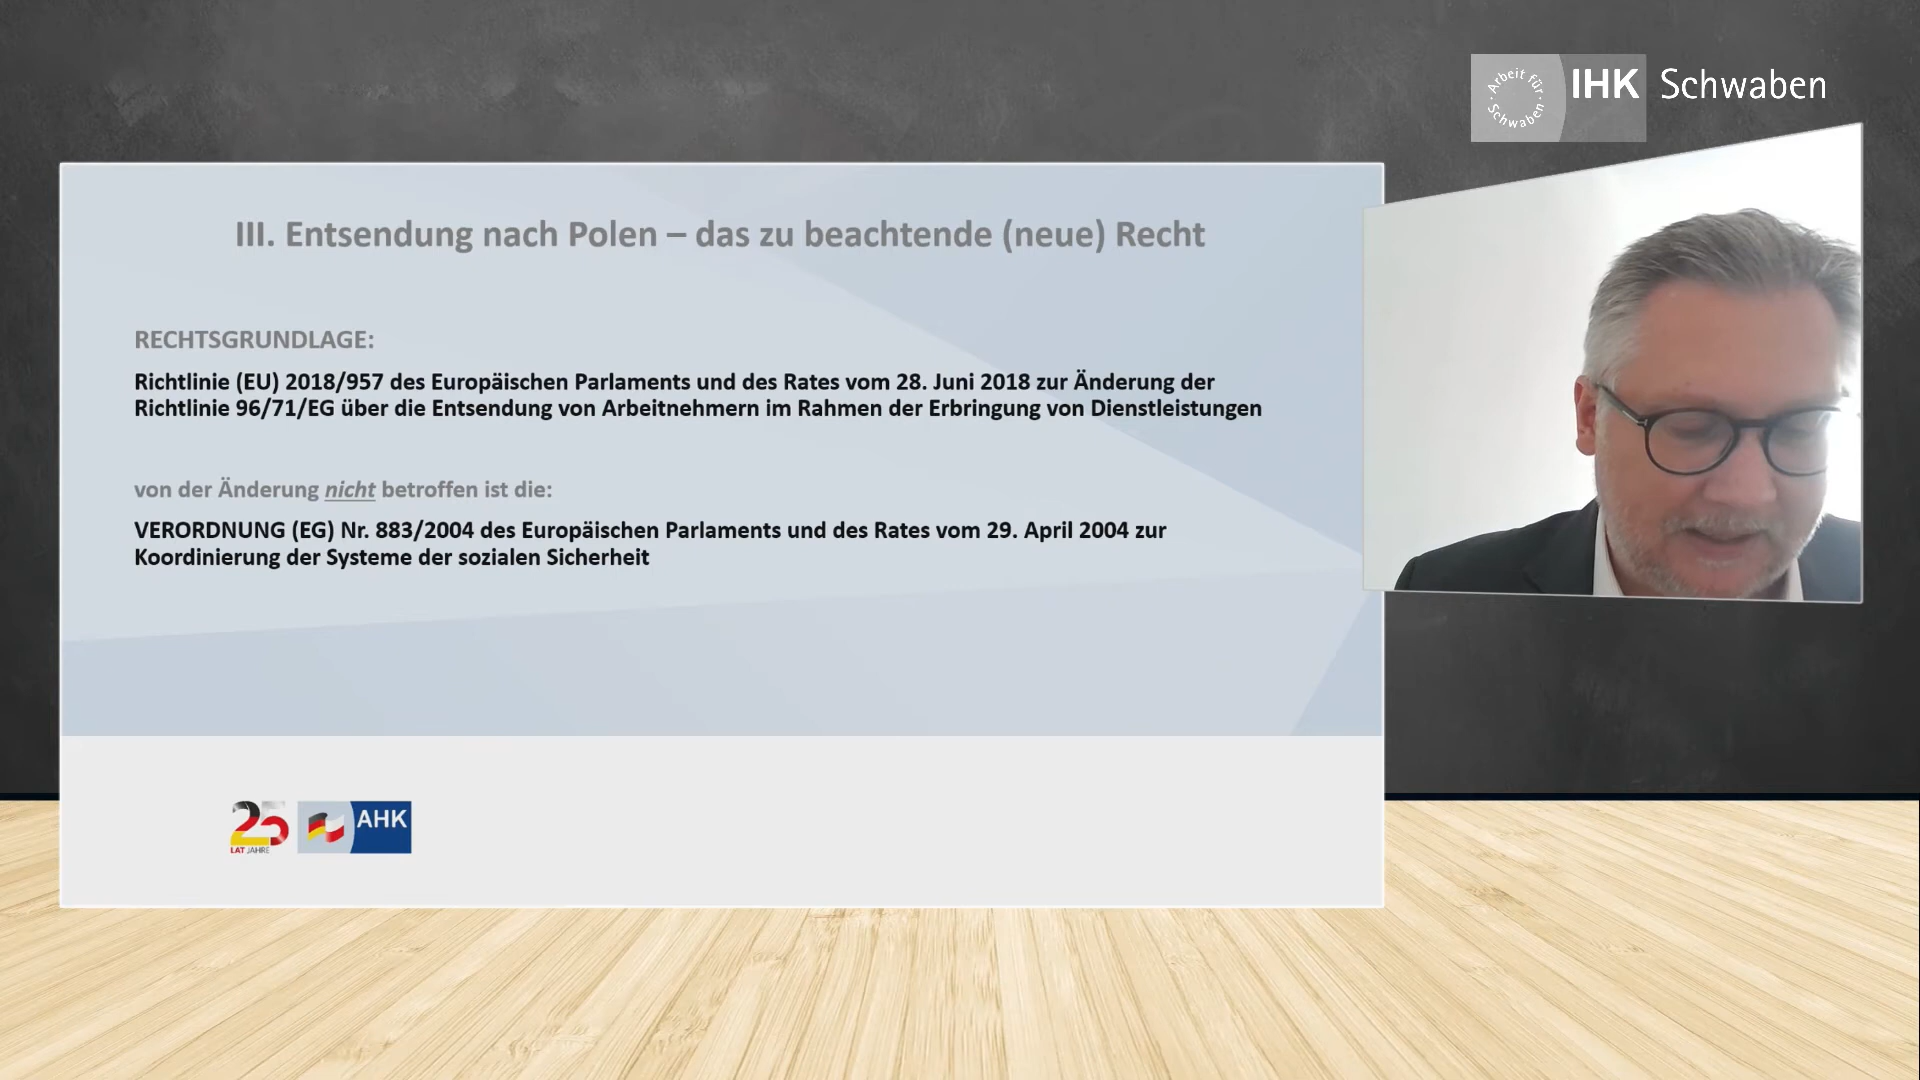 Arbeit für
Schwaben
IHK Schwaben
III. Entsendung nach Polen – das zu beachtende (neue) Recht
RECHTSGRUNDLAGE:
Richtlinie (EU) 2018/957 des Europäischen Parlaments und des Rates vom 28. Juni 2018 zur Änderung der
Richtlinie 96/71/EG über die Entsendung von Arbeitnehmern im Rahmen der Erbringung von Dienstleistungen
von der Änderung nicht betroffen ist die:
VERORDNUNG (EG) Nr. 883/2004 des Europäischen Parlaments und des Rates vom 29. April 2004 zur
Koordinierung der Systeme der sozialen Sicherheit
25
LAT JAHRE
AHK